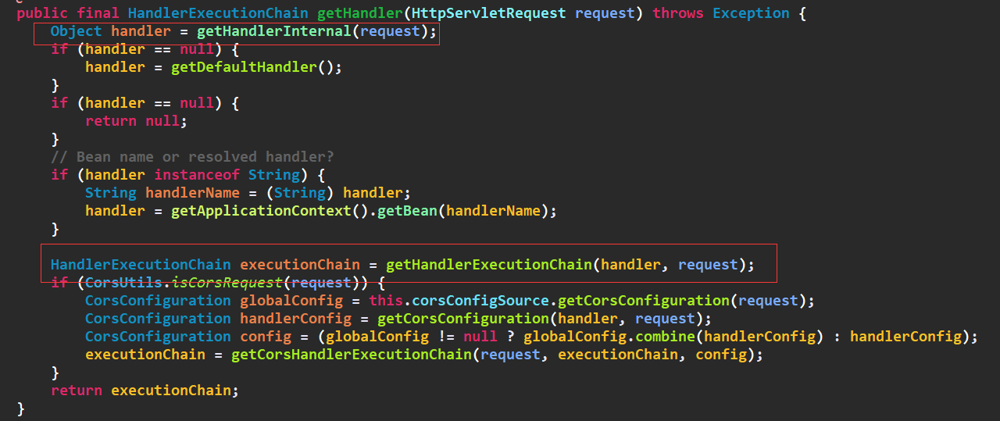 public final HandlerExecutionChain getHandler(HttpServletRequest request) throws Exception {
    Object handler = getHandlerInternal(request);
    if (handler == null) {
        handler = getDefaultHandler();
    }
    if (handler == null) {
        return null;
    }
    // Bean name or resolved handler?
    if (handler instanceof String) {
        String handlerName = (String) handler;
        handler = getApplicationContext().getBean(handlerName);
    }

    HandlerExecutionChain executionChain = getHandlerExecutionChain(handler, request);
    if (CorsUtils.isCorsRequest(request)) {
        CorsConfiguration globalConfig = this.corsConfigSource.getCorsConfiguration(request);
        CorsConfiguration handlerConfig = getCorsConfiguration(handler, request);
        CorsConfiguration config = (globalConfig != null ? globalConfig.combine(handlerConfig) : handlerConfig);
        executionChain = getCorsHandlerExecutionChain(request, executionChain, config);
    }
    return executionChain;
}